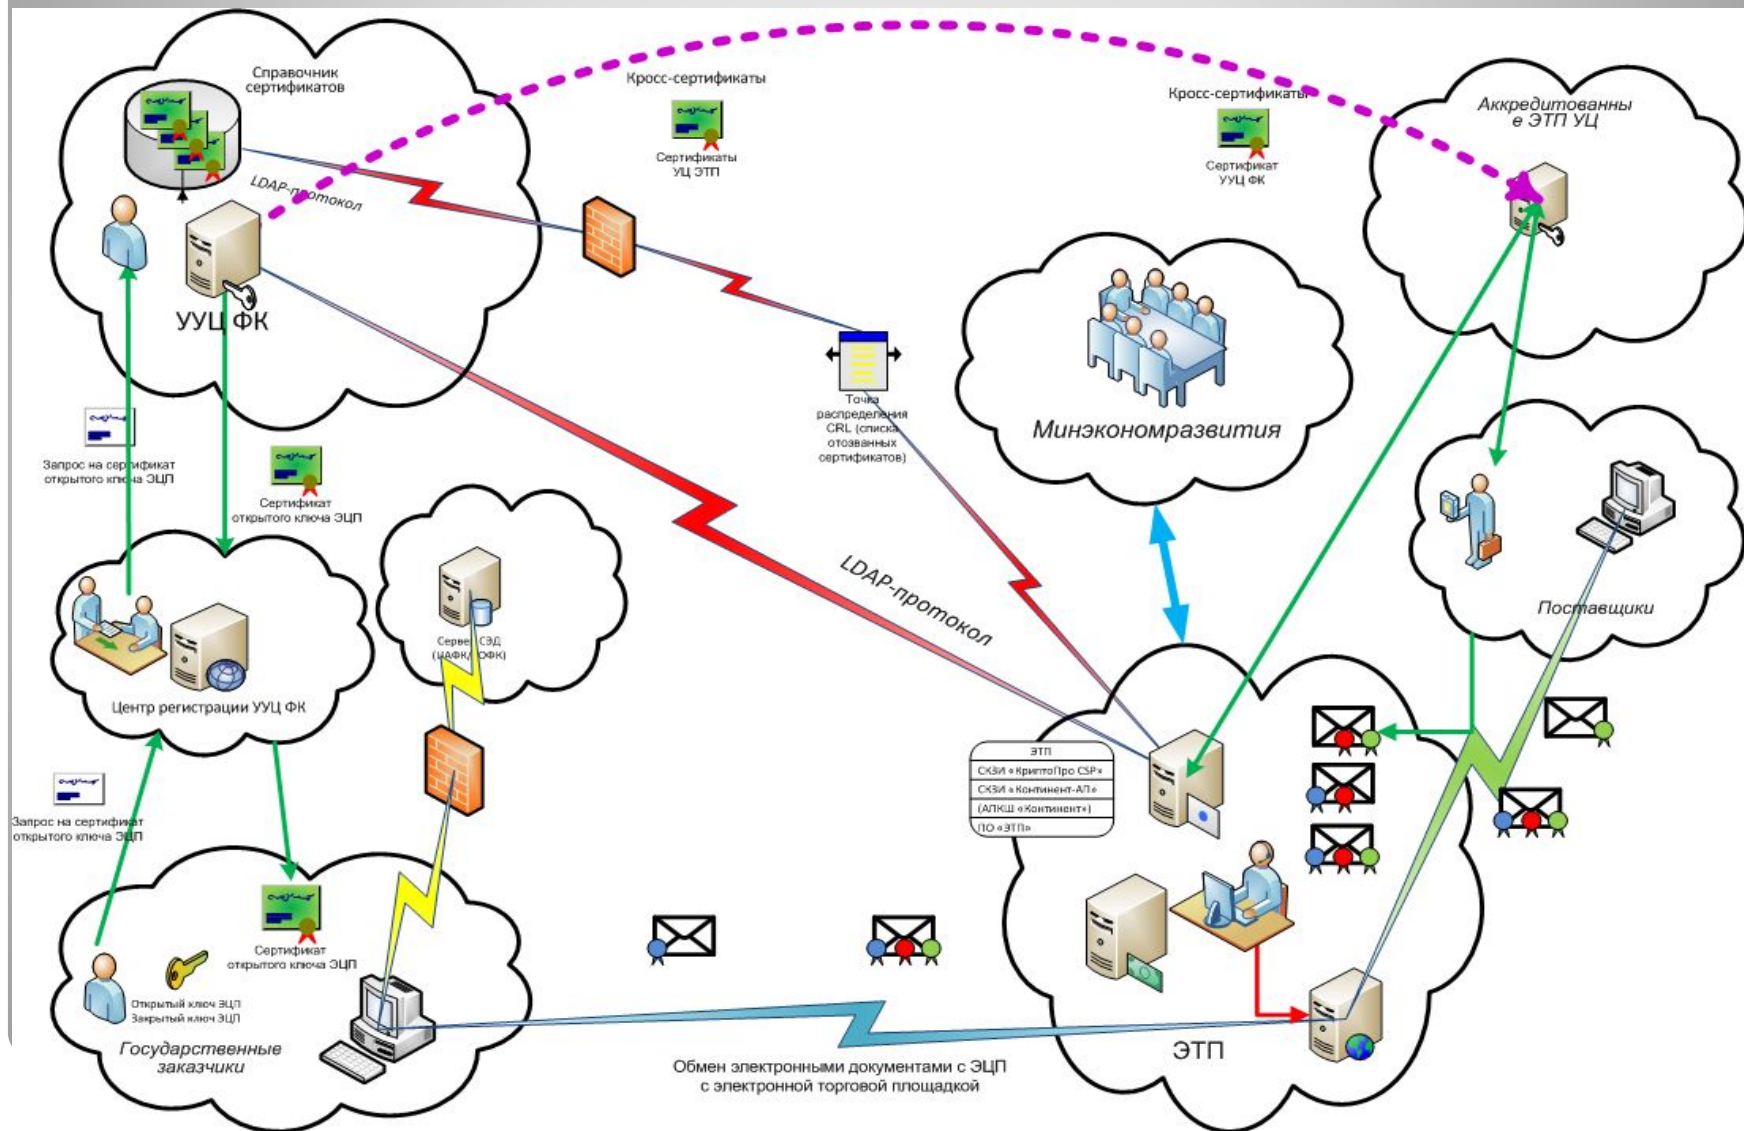 Справочник
сертификатов
LDAP-протокол
УУЦ ФК
Кросс-сертификаты
Сертификаты
УЦ ЭТП
Кросс-сертификаты
Сертификат
УУЦ ФК
Аккредитованны
е ЭТП УЦ
Точка
распределения
CRL (списка
отозванных
сертификатов)
Минэкономразвития
Запрос на сертификат
открытого ключа ЭЦП
Сертификат
открытого ключа ЭЦП
LDAP-протокол
Поставщики
Сервер СЭД
(ЦАФК/ОФК)
Центр регистрации УУЦ ФК
ЭТП
СКЗИ «КриптоПро CSP»
СКЗИ «Континент-АП»
(АПКШ «Континент»)
ПО «ЭТП»
Запрос на сертификат
открытого ключа ЭЦП
Сертификат
открытого ключа ЭЦП
Открытый ключ ЭЦП
Закрытый ключ ЭЦП
Государственные
заказчики
ЭТП
Обмен электронными документами с ЭЦП
с электронной торговой площадкой